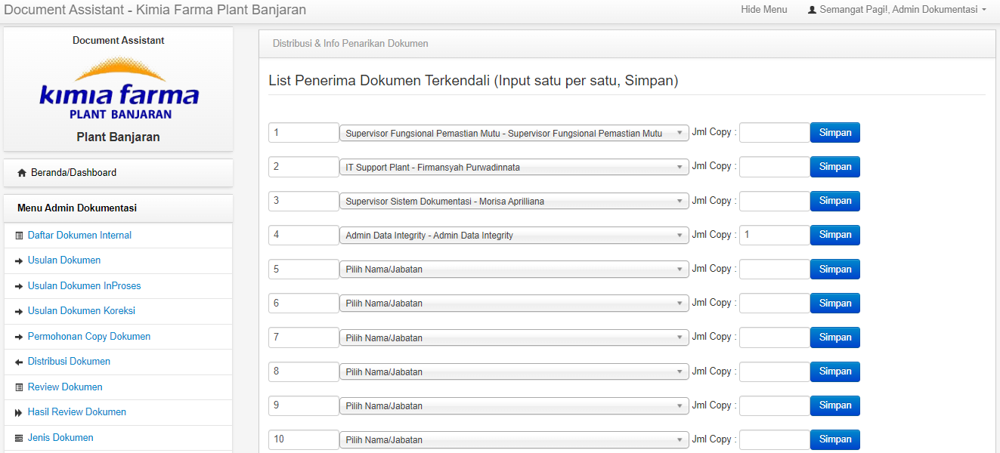 Document Assistant - Kimia Farma Plant Banjaran
Hide Menu
Semangat Pagi!, Admin Dokumentasi
Document Assistant
kimia farma
PLANT BANJARAN
Plant Banjaran
Beranda/Dashboard
Menu Admin Dokumentasi
Daftar Dokumen Internal
Usulan Dokumen
Usulan Dokumen InProses
Usulan Dokumen Koreksi
Permohonan Copy Dokumen
Distribusi Dokumen
Review Dokumen
Hasil Review Dokumen
Jenis Dokumen
Distribusi & Info Penarikan Dokumen
List Penerima Dokumen Terkendali (Input satu per satu, Simpan)
1 Supervisor Fungsional Pemastian Mutu - Supervisor Fungsional Pemastian Mutu Jml Copy : Simpan
2 IT Support Plant - Firmansyah Purwadinnata Jml Copy : Simpan
3 Supervisor Sistem Dokumentasi - Morisa Aprilliana Jml Copy : Simpan
4 Admin Data Integrity - Admin Data Integrity Jml Copy : 1 Simpan
5 Pilih Nama/Jabatan Jml Copy : Simpan
6 Pilih Nama/Jabatan Jml Copy : Simpan
7 Pilih Nama/Jabatan Jml Copy : Simpan
8 Pilih Nama/Jabatan Jml Copy : Simpan
9 Pilih Nama/Jabatan Jml Copy : Simpan
10 Pilih Nama/Jabatan Jml Copy : Simpan